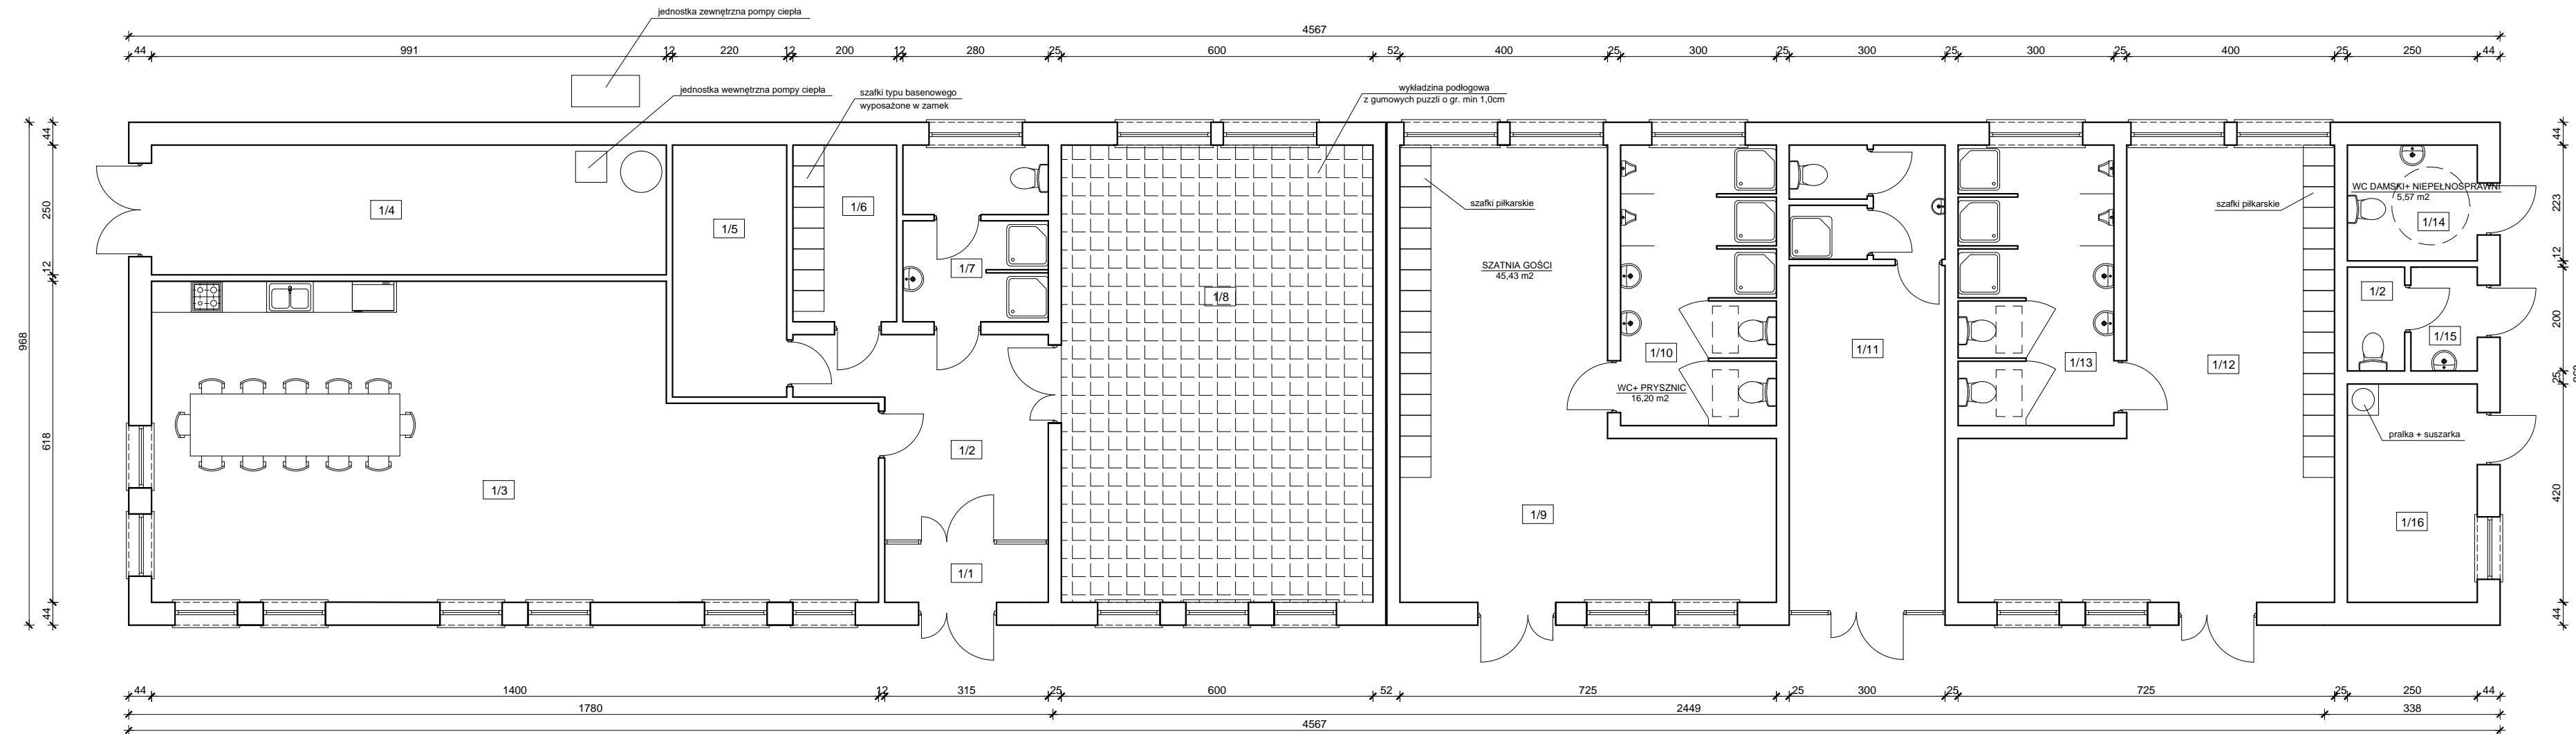 jednostka zewnętrzna pompy ciepła
4567
44 991 12 220 12 200 12 280 25 600 52 400 25 300 25 300 25 300 25 400 25 250 44
jednostka wewnętrzna pompy ciepła
szafki typu basenowego
wyposażone w zamek
wykładzina podłogowa
z gumowych puzzli o gr. min 1,0cm
44
250
12
618
44
968
1/4
1/5
1/6
1/7
1/8
szafki piłkarskie
SZATNIA GOŚCI
45,43 m2
1/10
WC+ PRYSZNIC
16,20 m2
1/11
1/13
1/12
szafki piłkarskie
WC DAMSKI+ NIEPEŁNOSPRAWNI
5,57 m2
1/14
1/2
1/15
pralka + suszarka
1/16
1/3
1/2
1/1
1/9
44
223
12
200
25
420
44
968
44 1400 12 315 25 600 52 725 25 300 25 725 25 250 44
1780 2449 338
4567